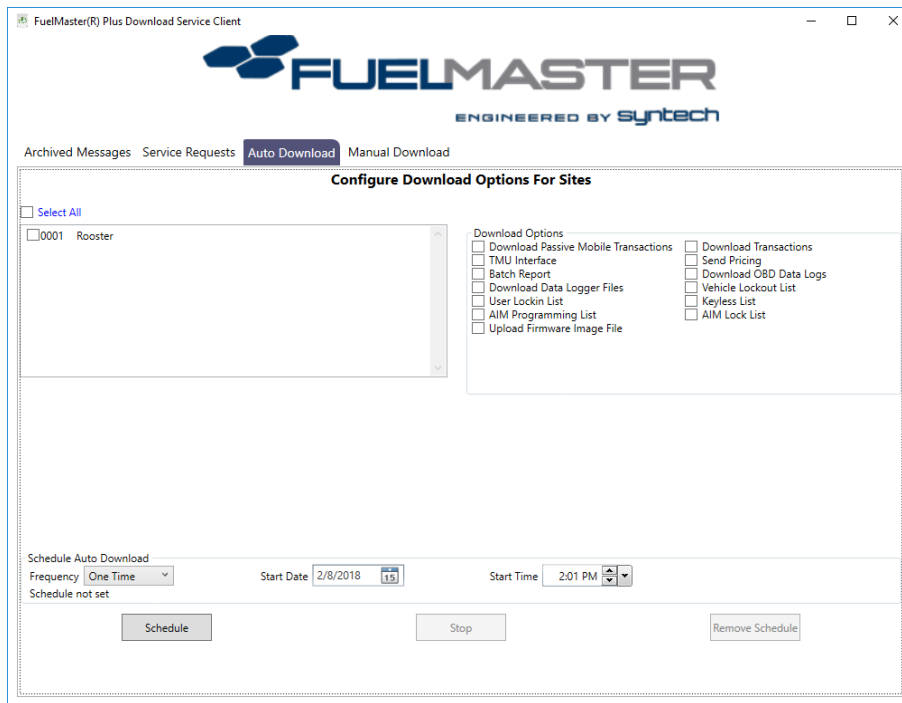 FuelMaster(R) Plus Download Service Client
FUELMASTER
ENGINEERED BY syntech
Archived Messages Service Requests Auto Download Manual Download
Configure Download Options For Sites
Select All
0001 Rooster
Download Options
Download Passive Mobile Transactions Download Transactions
TMU Interface Send Pricing
Batch Report Download OBD Data Logs
Download Data Logger Files Vehicle Lockout List
User Lockin List Keyless List
AIM Programming List AIM Lock List
Upload Firmware Image File
Schedule Auto Download
Frequency One Time Start Date 2/8/2018 15 Start Time 2:01 PM
Schedule not set
Schedule Stop Remove Schedule